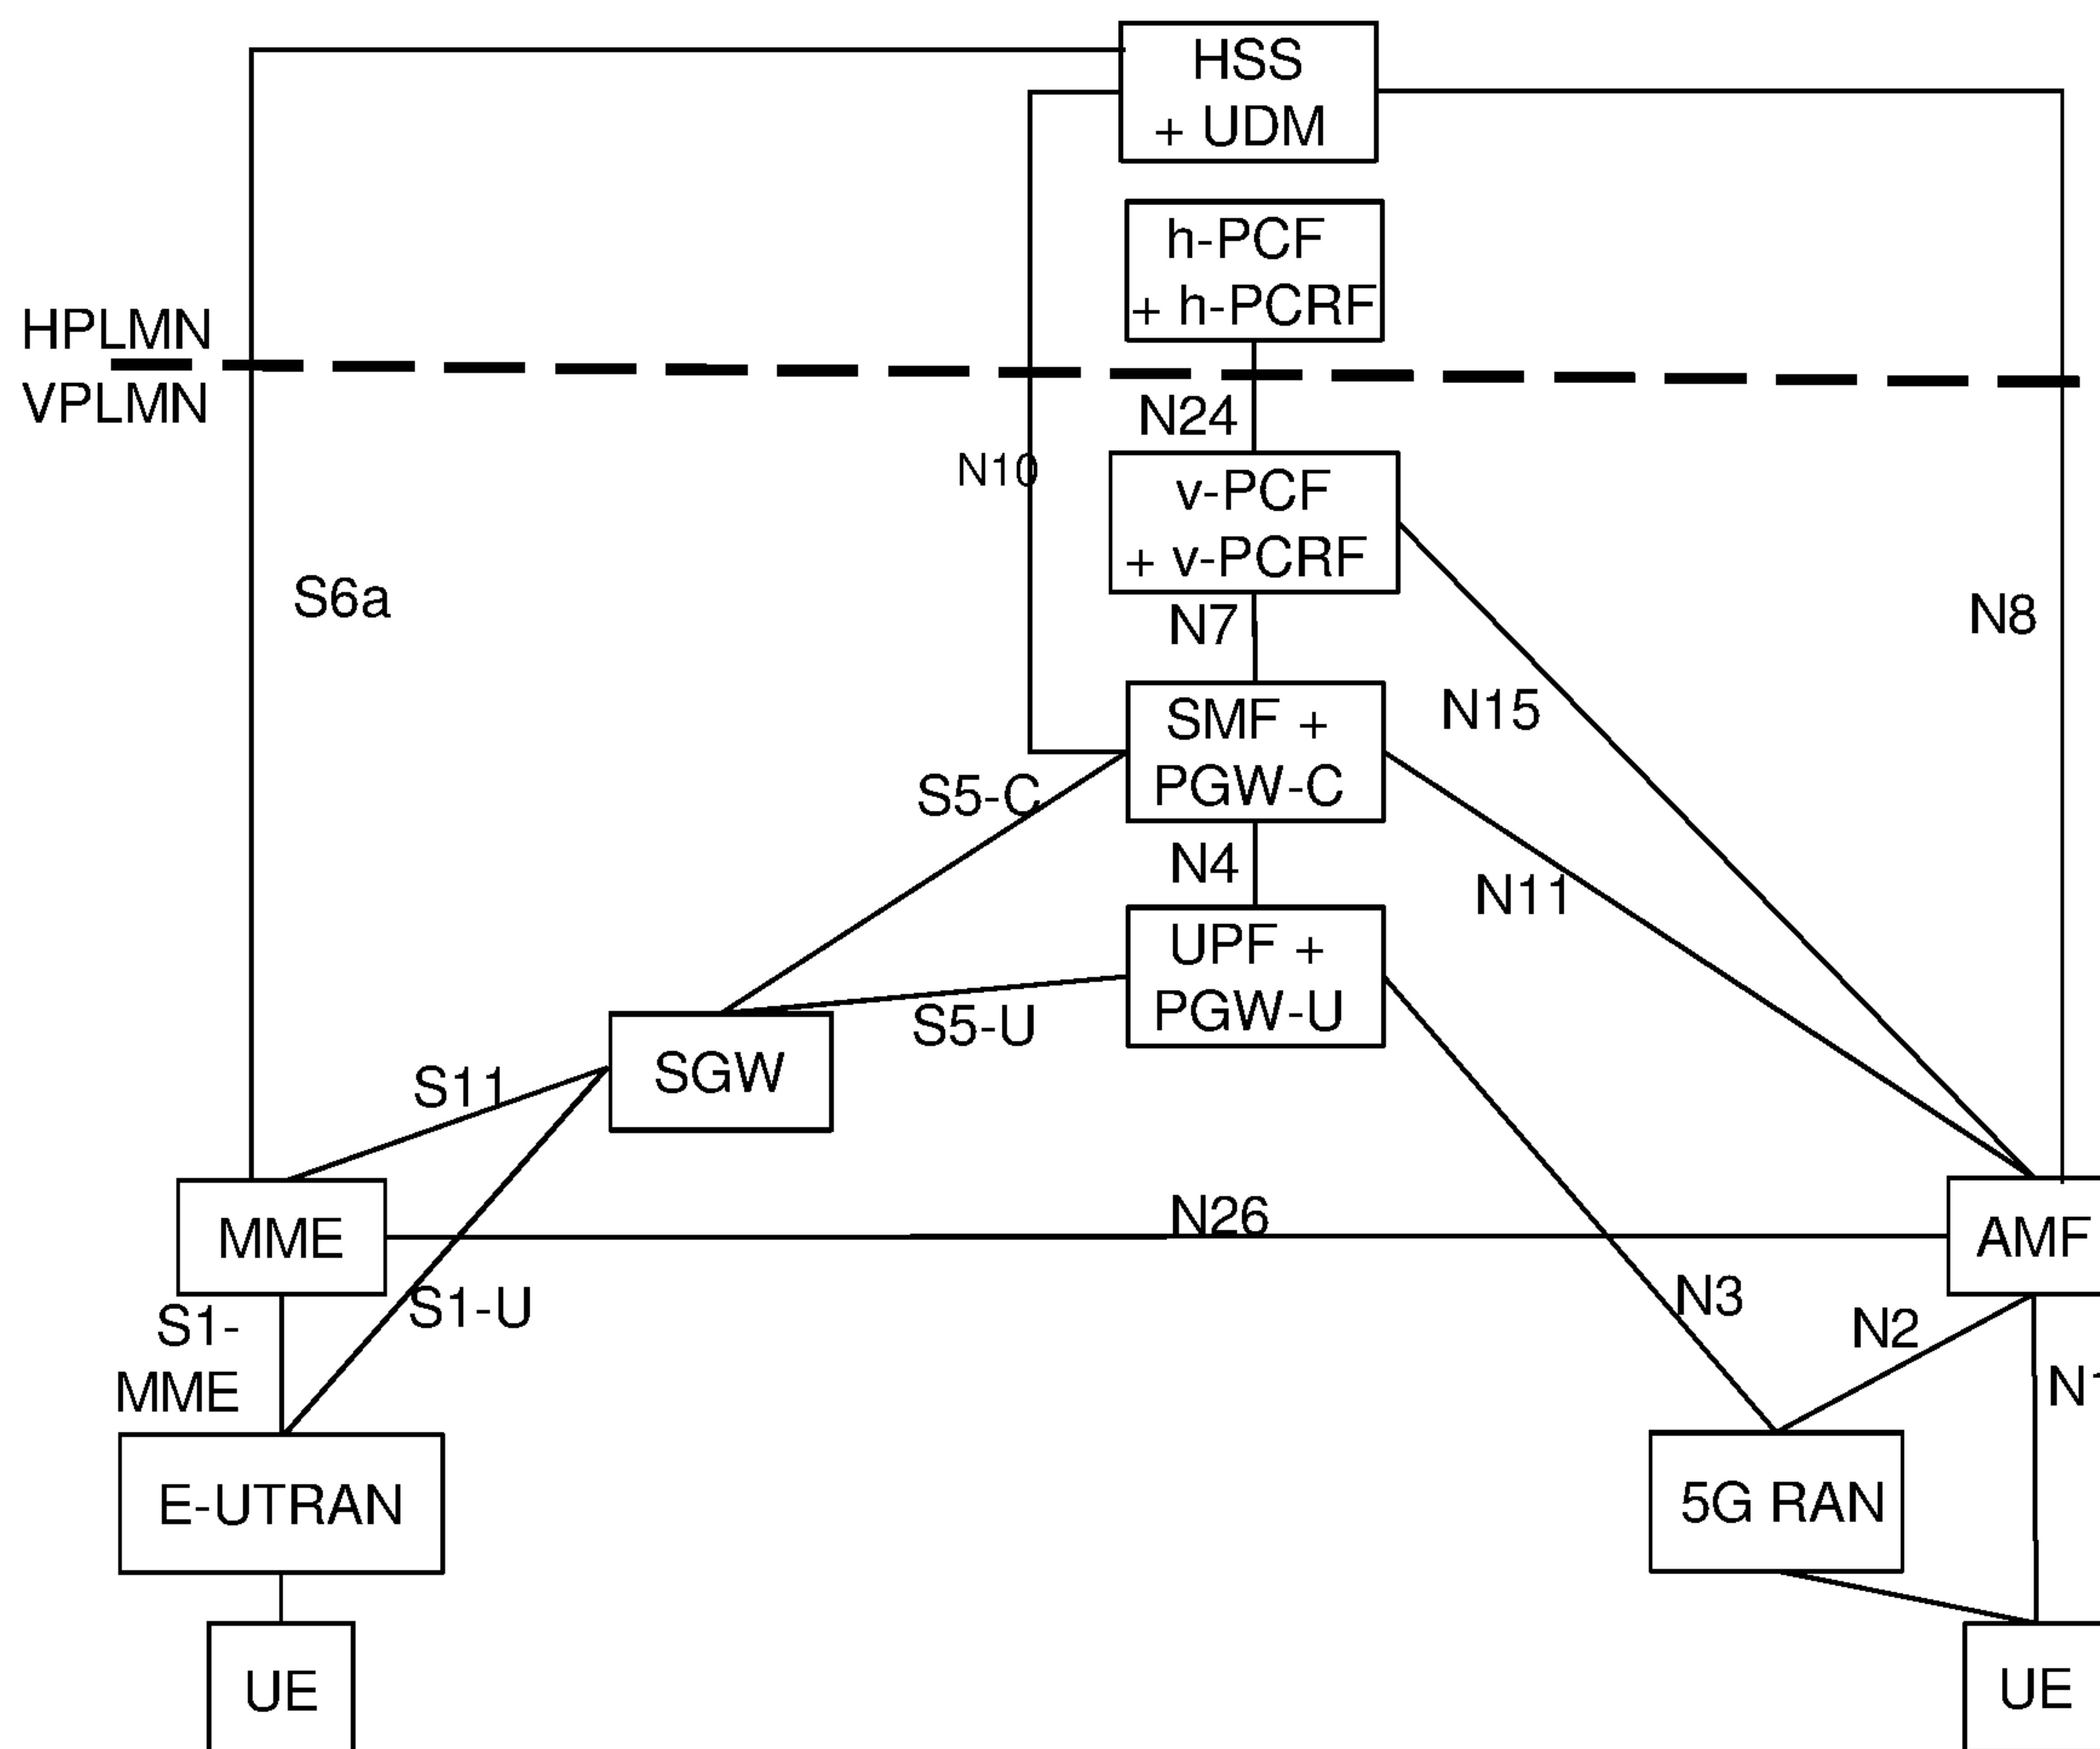 HSS
+ UDM
h-PCF
+ h-PCRF
HPLMN
VPLMN
N24
N10
v-PCF
+ v-PCRF
S6a
N8
N7
N15
SMF +
PGW-C
S5-C
N4
N11
UPF +
PGW-U
S5-U
SGW
S11
N26
MME
AMF
S1-U
S1-
MME
N3
N2
N1
E-UTRAN
5G RAN
UE
UE